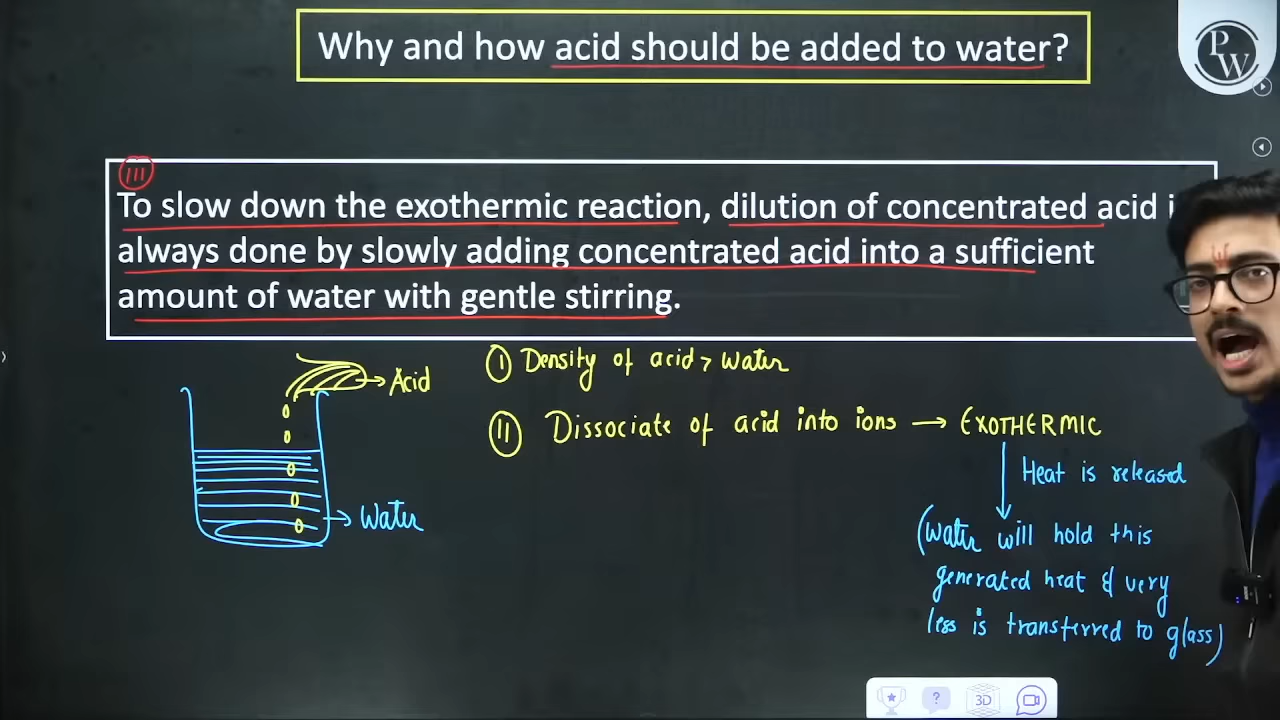 Why and how acid should be added to water?
P
W
III
To slow down the exothermic reaction, dilution of concentrated acid i
always done by slowly adding concentrated acid into a sufficient
amount of water with gentle stirring.
Acid
I Density of acid > water
II Dissociate of acid into ions → EXOTHERMIC
Heat is released
Water
(water will hold this
generated heat & very
less is transferred to glass)
?
3D